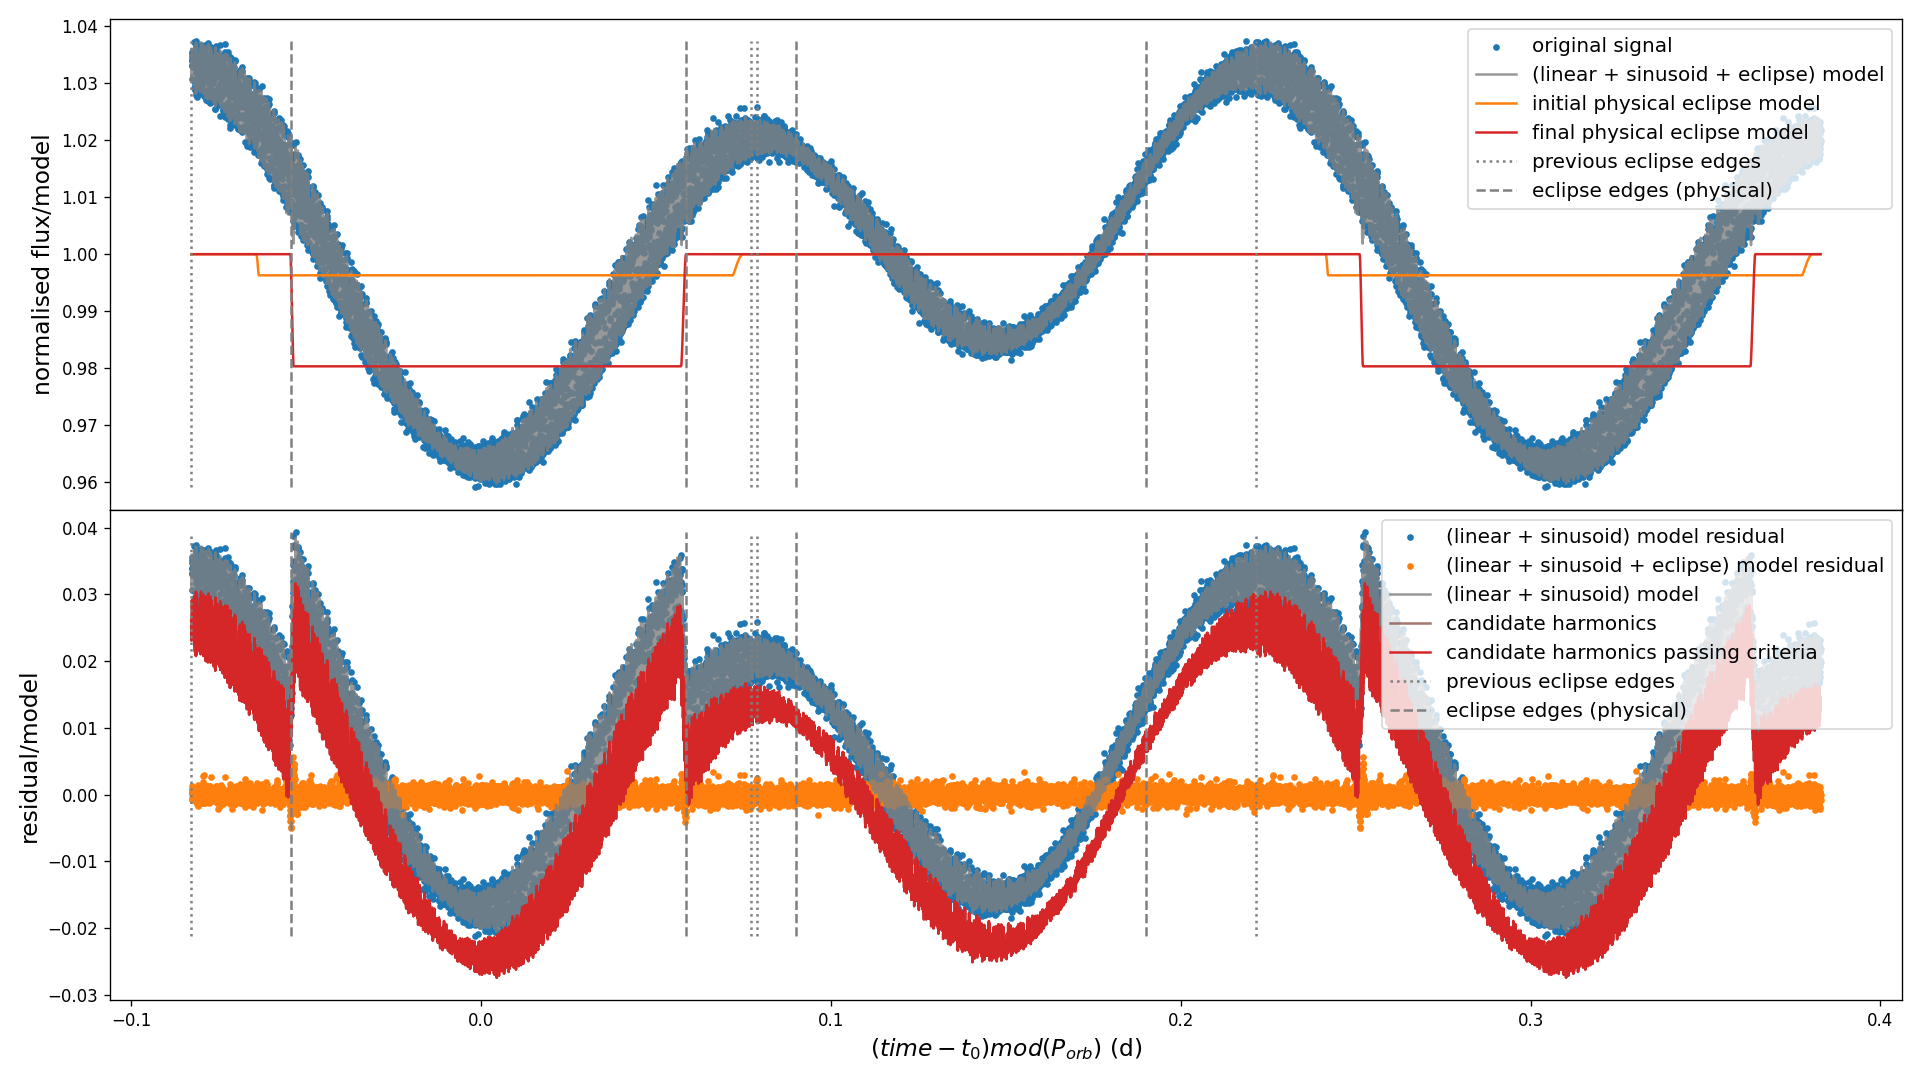 1.04
1.03
1.02
1.01
1.00
0.99
0.98
0.97
0.96
normalised flux/model
original signal
(linear + sinusoid + eclipse) model
initial physical eclipse model
final physical eclipse model
previous eclipse edges
eclipse edges (physical)
0.04
0.03
0.02
0.01
0.00
−0.01
−0.02
−0.03
residual/model
(linear + sinusoid) model residual
(linear + sinusoid + eclipse) model residual
(linear + sinusoid) model
candidate harmonics
candidate harmonics passing criteria
previous eclipse edges
eclipse edges (physical)
−0.1 0.0 0.1 0.2 0.3 0.4
(time − t₀)mod(P_orb) (d)